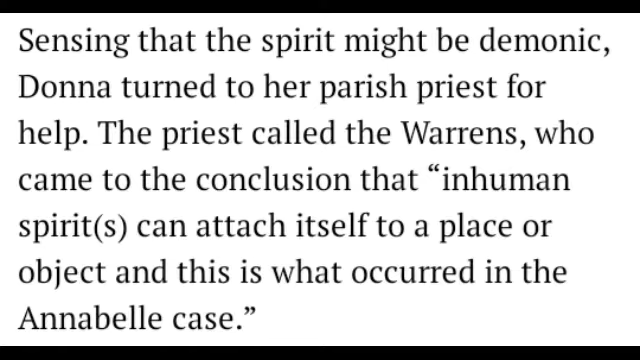 Sensing that the spirit might be demonic,
Donna turned to her parish priest for
help. The priest called the Warrens, who
came to the conclusion that “inhuman
spirit(s) can attach itself to a place or
object and this is what occurred in the
Annabelle case.”